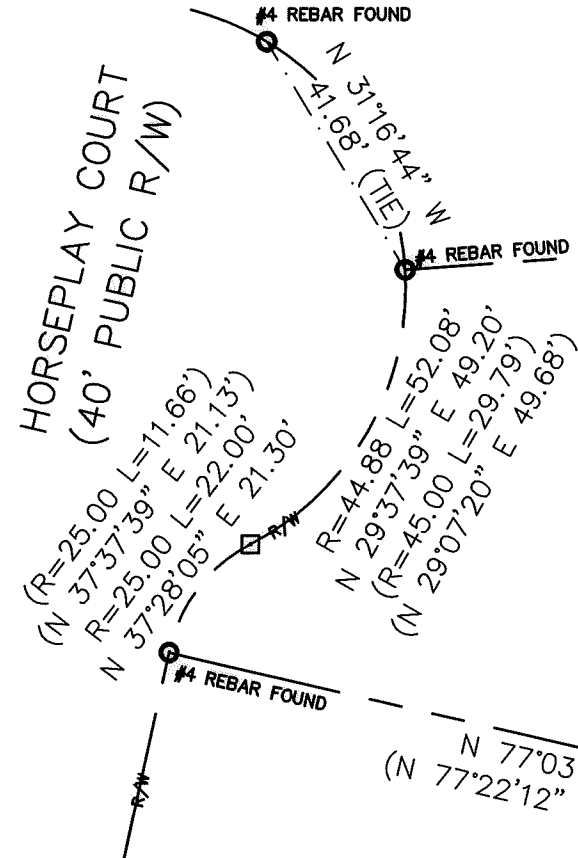 #4 REBAR FOUND
N 31°16'44" W
41.68' (TIE)
HORSEPLAY COURT
(40' PUBLIC R/W)
#4 REBAR FOUND
R=44.88 L=52.08'
N 29°37'39" E 49.20'
(R=45.00 L=29.79')
(N 29°07'20" E 49.68')
(R=25.00 L=11.66')
(N 37°37'39" E 21.13')
R=25.00 L=22.00'
N 37°28'05" E 21.30'
R/W
#4 REBAR FOUND
N 77°03
(N 77°22'12"
R/W